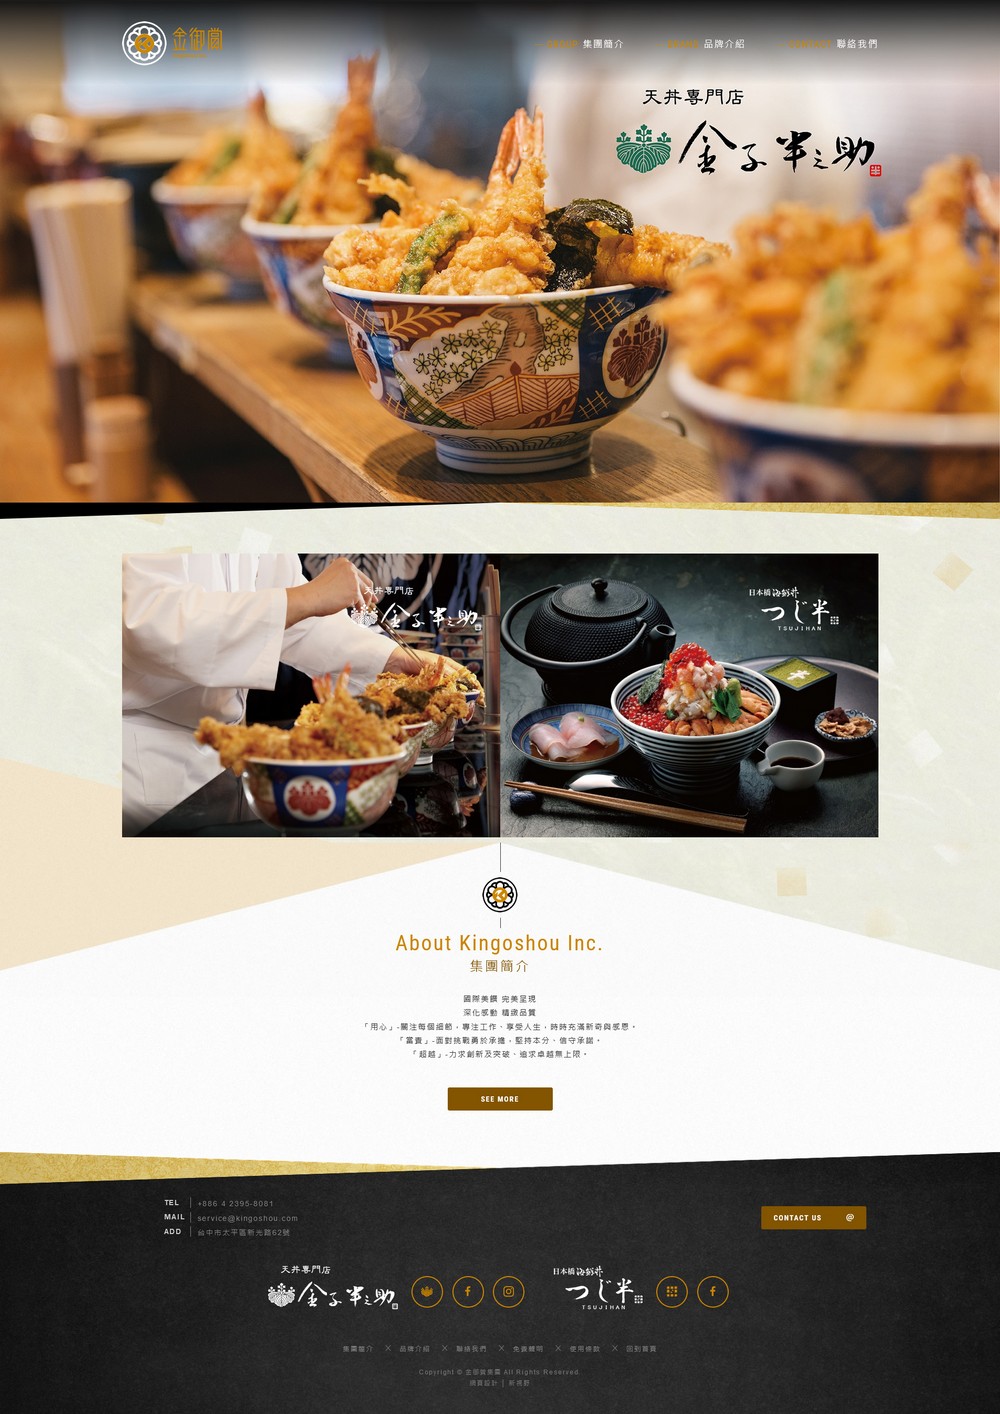 金御賞
集團簡介
品牌介紹
聯絡我們
天丼専門店
金子半之助
天丼専門店
金子半之助
日本橋海鮮丼
つじ半
TSUJIHAN
About Kingoshou Inc.
集團簡介
國際美饌 完美呈現
深化感動 精緻品質
「用心」-關注每個細節，專注工作、享受人生，時時充滿新奇與感恩。
「當責」-面對挑戰勇於承擔，堅持本分、信守承諾。
「超越」-力求創新及突破、追求卓越無上限。
SEE MORE
TEL +886 4 2395-8081
MAIL service@kingoshou.com
ADD 台中市太平區新光路62號
CONTACT US @
天丼専門店
金子半之助
日本橋海鮮丼
つじ半
TSUJIHAN
集團簡介 × 品牌介紹 × 聯絡我們 × 免責聲明 × 使用條款 × 回到首頁
Copyright © 金御賞集團 All Rights Reserved.
網頁設計 | 新視野